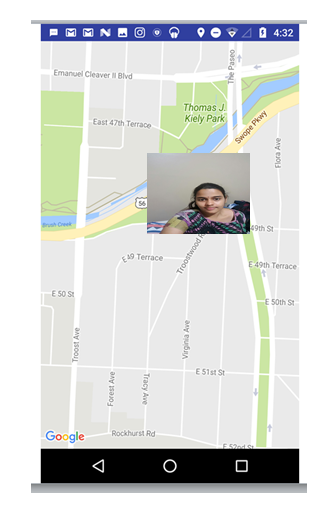 4:32
Emanuel Cleaver II Blvd
The Paseo
Thomas J.
Kiely Park
East 47th Terrace
Swope Pkwy
Flora Ave
56
Brush Creek
49th St
Troostwood R
E 49 Terrace
E 49th Terrace
E 50 St
E 50th St
Troost Ave
Virginia Ave
E 51st St
Forest Ave
Tracy Ave
Rockhurst Rd
Google
E 52nd St